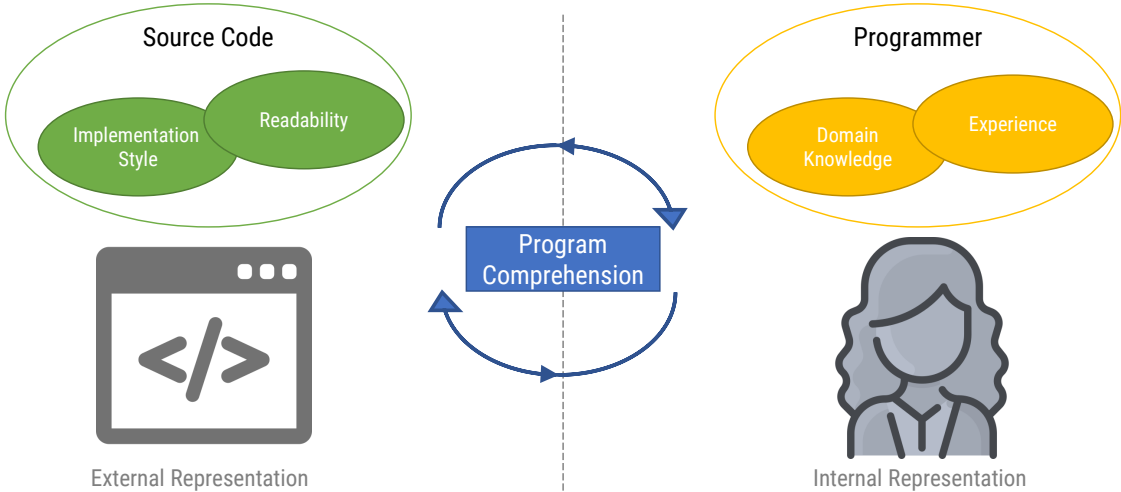 Source Code
Implementation
Style
Readability
Program
Comprehension
Programmer
Domain
Knowledge
Experience
</>
External Representation
Internal Representation